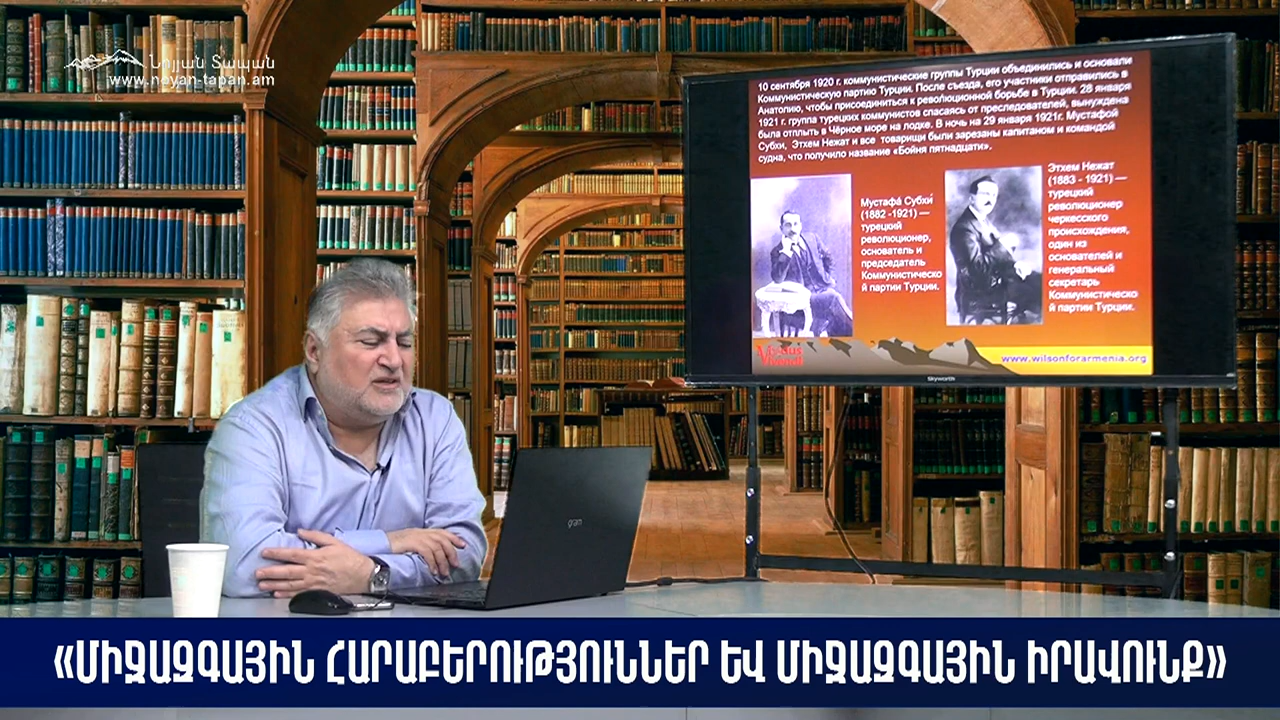 Նոյյան Տապան
www.noyan-tapan.am
10 сентября 1920 г. коммунистические группы Турции объединились и основали
Коммунистическую партию Турции. После съезда, его участники отправились в
Анатолию, чтобы присоединиться к революционной борьбе в Турции. 28 января
1921 г. группа турецких коммунистов спасаясь от преследователей, вынуждена
была отплыть в Чёрное море на лодке. В ночь на 29 января 1921г. Мустафой
Субхи, Этхем Нежат и все товарищи были зарезаны капитаном и командой
судна, что получило название «Бойня пятнадцати».
Мустафа́ Субхи́
(1882 -1921) —
турецкий
революционер,
основатель и
председатель
Коммунистическо
й партии Турции.
Этхем Нежат
(1883 - 1921) —
турецкий
революционер
черкесского
происхождения,
один из
основателей и
генеральный
секретарь
Коммунистическо
й партии Турции.
Modus
Vivendi
www.wilsonforarmenia.org
Skyworth
gram
«ՄԻՋԱԶԳԱՅԻՆ ՀԱՐԱԲԵՐՈՒԹՅՈՒՆՆԵՐ ԵՎ ՄԻՋԱԶԳԱՅԻՆ ԻՐԱՎՈՒՆՔ»